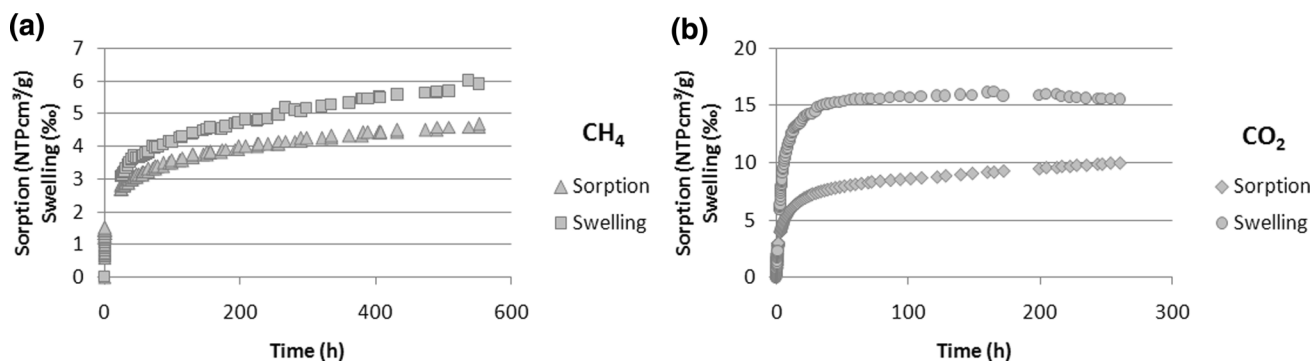 (a)
7
6
5
4
3
2
1
0
Sorption (NTPcm³/g)
Swelling (‰)
0 200 400 600
Time (h)
CH₄
Sorption
Swelling
(b)
20
15
10
5
0
Sorption (NTPcm³/g)
Swelling (‰)
0 100 200 300
Time (h)
CO₂
Sorption
Swelling